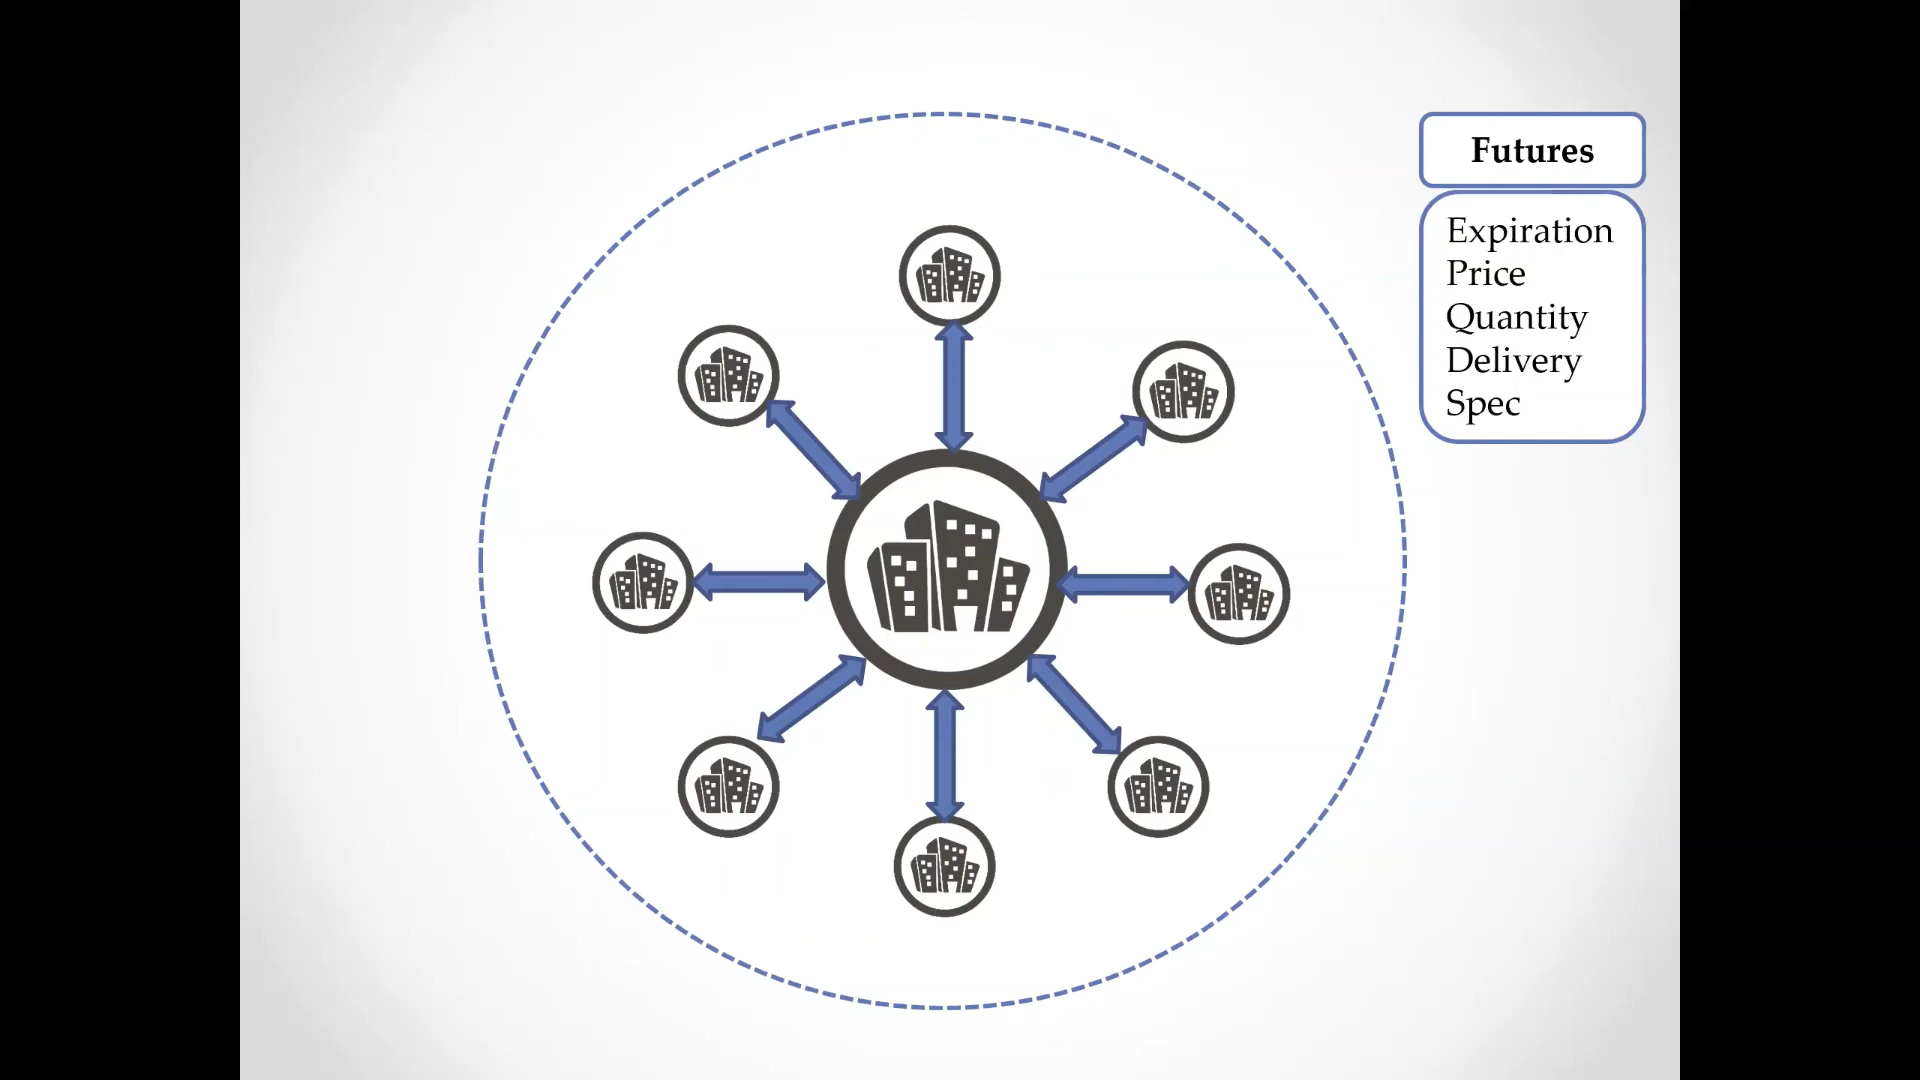 Futures
Expiration
Price
Quantity
Delivery
Spec